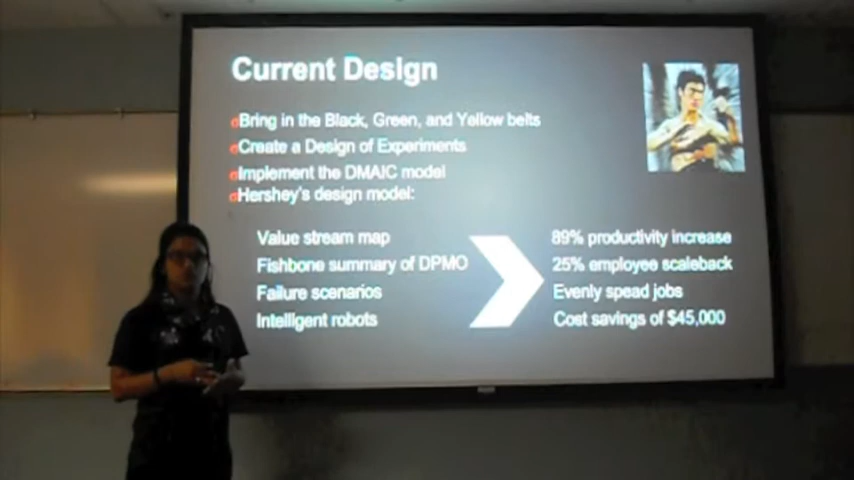 Current Design
Bring in the Black, Green, and Yellow belts
Create a Design of Experiments
Implement the DMAIC model
Hershey's design model:
Value stream map
Fishbone summary of DPMO
Failure scenarios
Intelligent robots
89% productivity increase
25% employee scaleback
Evenly spead jobs
Cost savings of $45,000